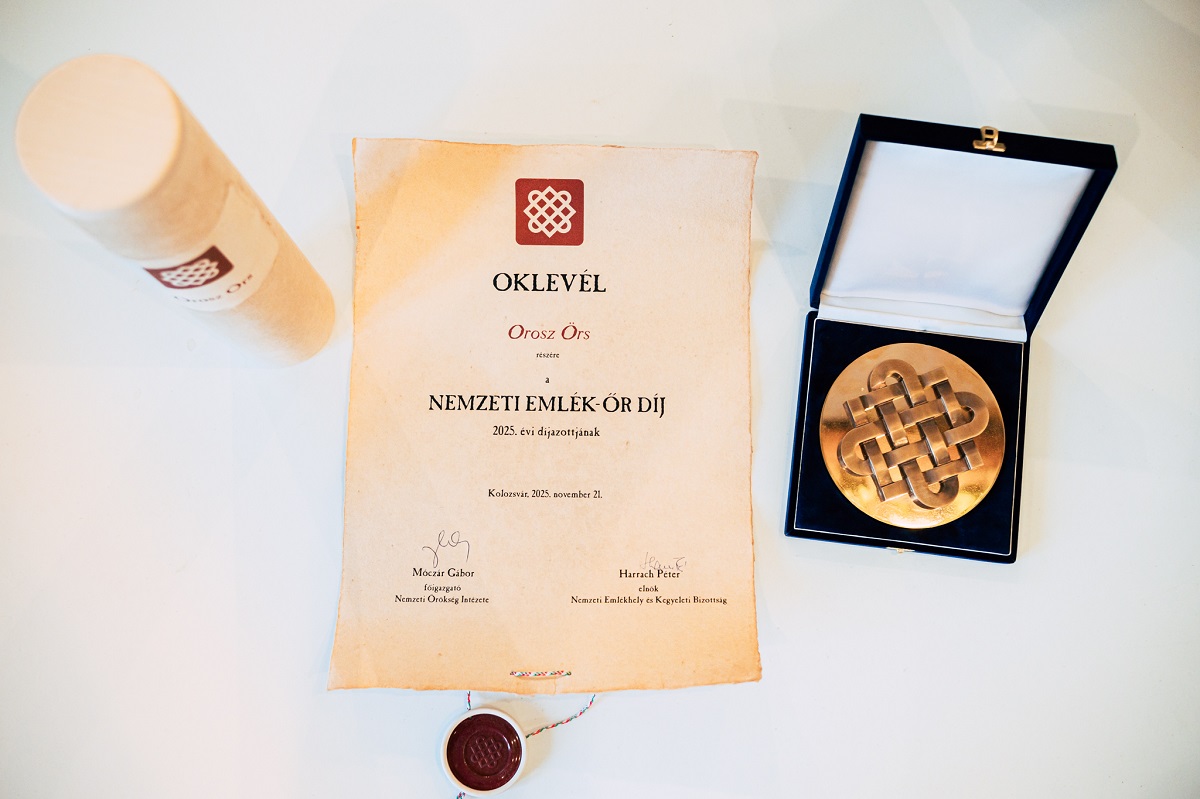 Orosz Örs
OKLEVÉL
Orosz Örs
részére
a
NEMZETI EMLÉK-ŐR DÍJ
2025. évi díjazottjának
Kolozsvár, 2025. november 21.
Móczár Gábor
főigazgató
Nemzeti Örökség Intézete
Harrach Péter
elnök
Nemzeti Emlékhely és Kegyeleti Bizottság